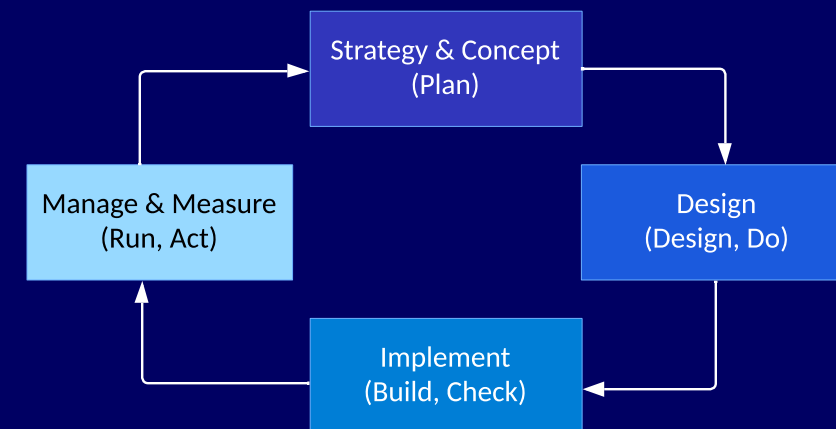 Strategy & Concept
(Plan)
Manage & Measure
(Run, Act)
Design
(Design, Do)
Implement
(Build, Check)